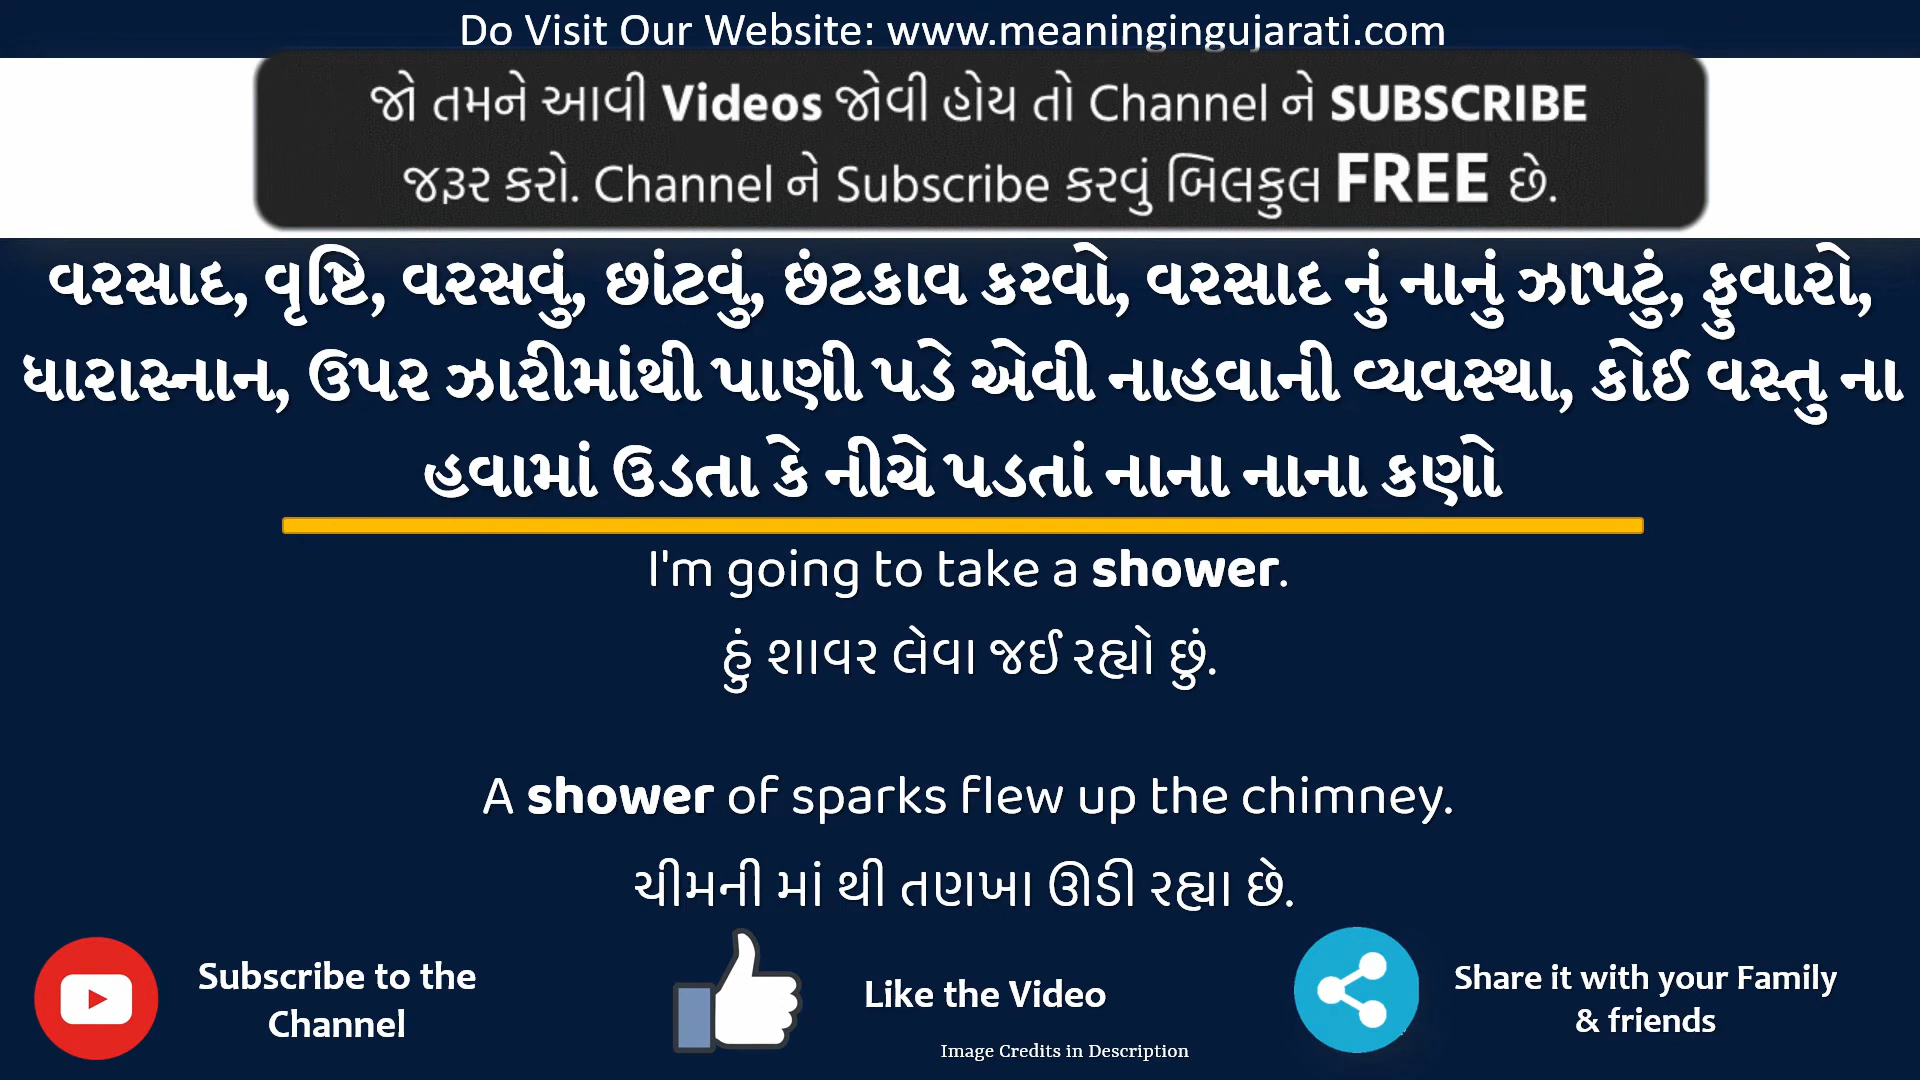 Do Visit Our Website: www.meaningingujarati.com
જો તમને આવી Videos જોવી હોય તો Channel ને SUBSCRIBE
જરૂર કરો. Channel ને Subscribe કરવું બિલકુલ FREE છે.
વરસાદ, વૃષ્ટિ, વરસવું, છાંટવું, છંટકાવ કરવો, વરસાદ નું નાનું ઝાપટું, ફુવારો,
ધારાસ્નાન, ઉપર ઝારીમાંથી પાણી પડે એવી નાહવાની વ્યવસ્થા, કોઈ વસ્તુ ના
હવામાં ઉડતા કે નીચે પડતાં નાના નાના કણો
I'm going to take a shower.
હું શાવર લેવા જઈ રહ્યો છું.
A shower of sparks flew up the chimney.
ચીમની માં થી તણખા ઊડી રહ્યા છે.
Subscribe to the
Channel
Like the Video
Share it with your Family
& friends
Image Credits in Description